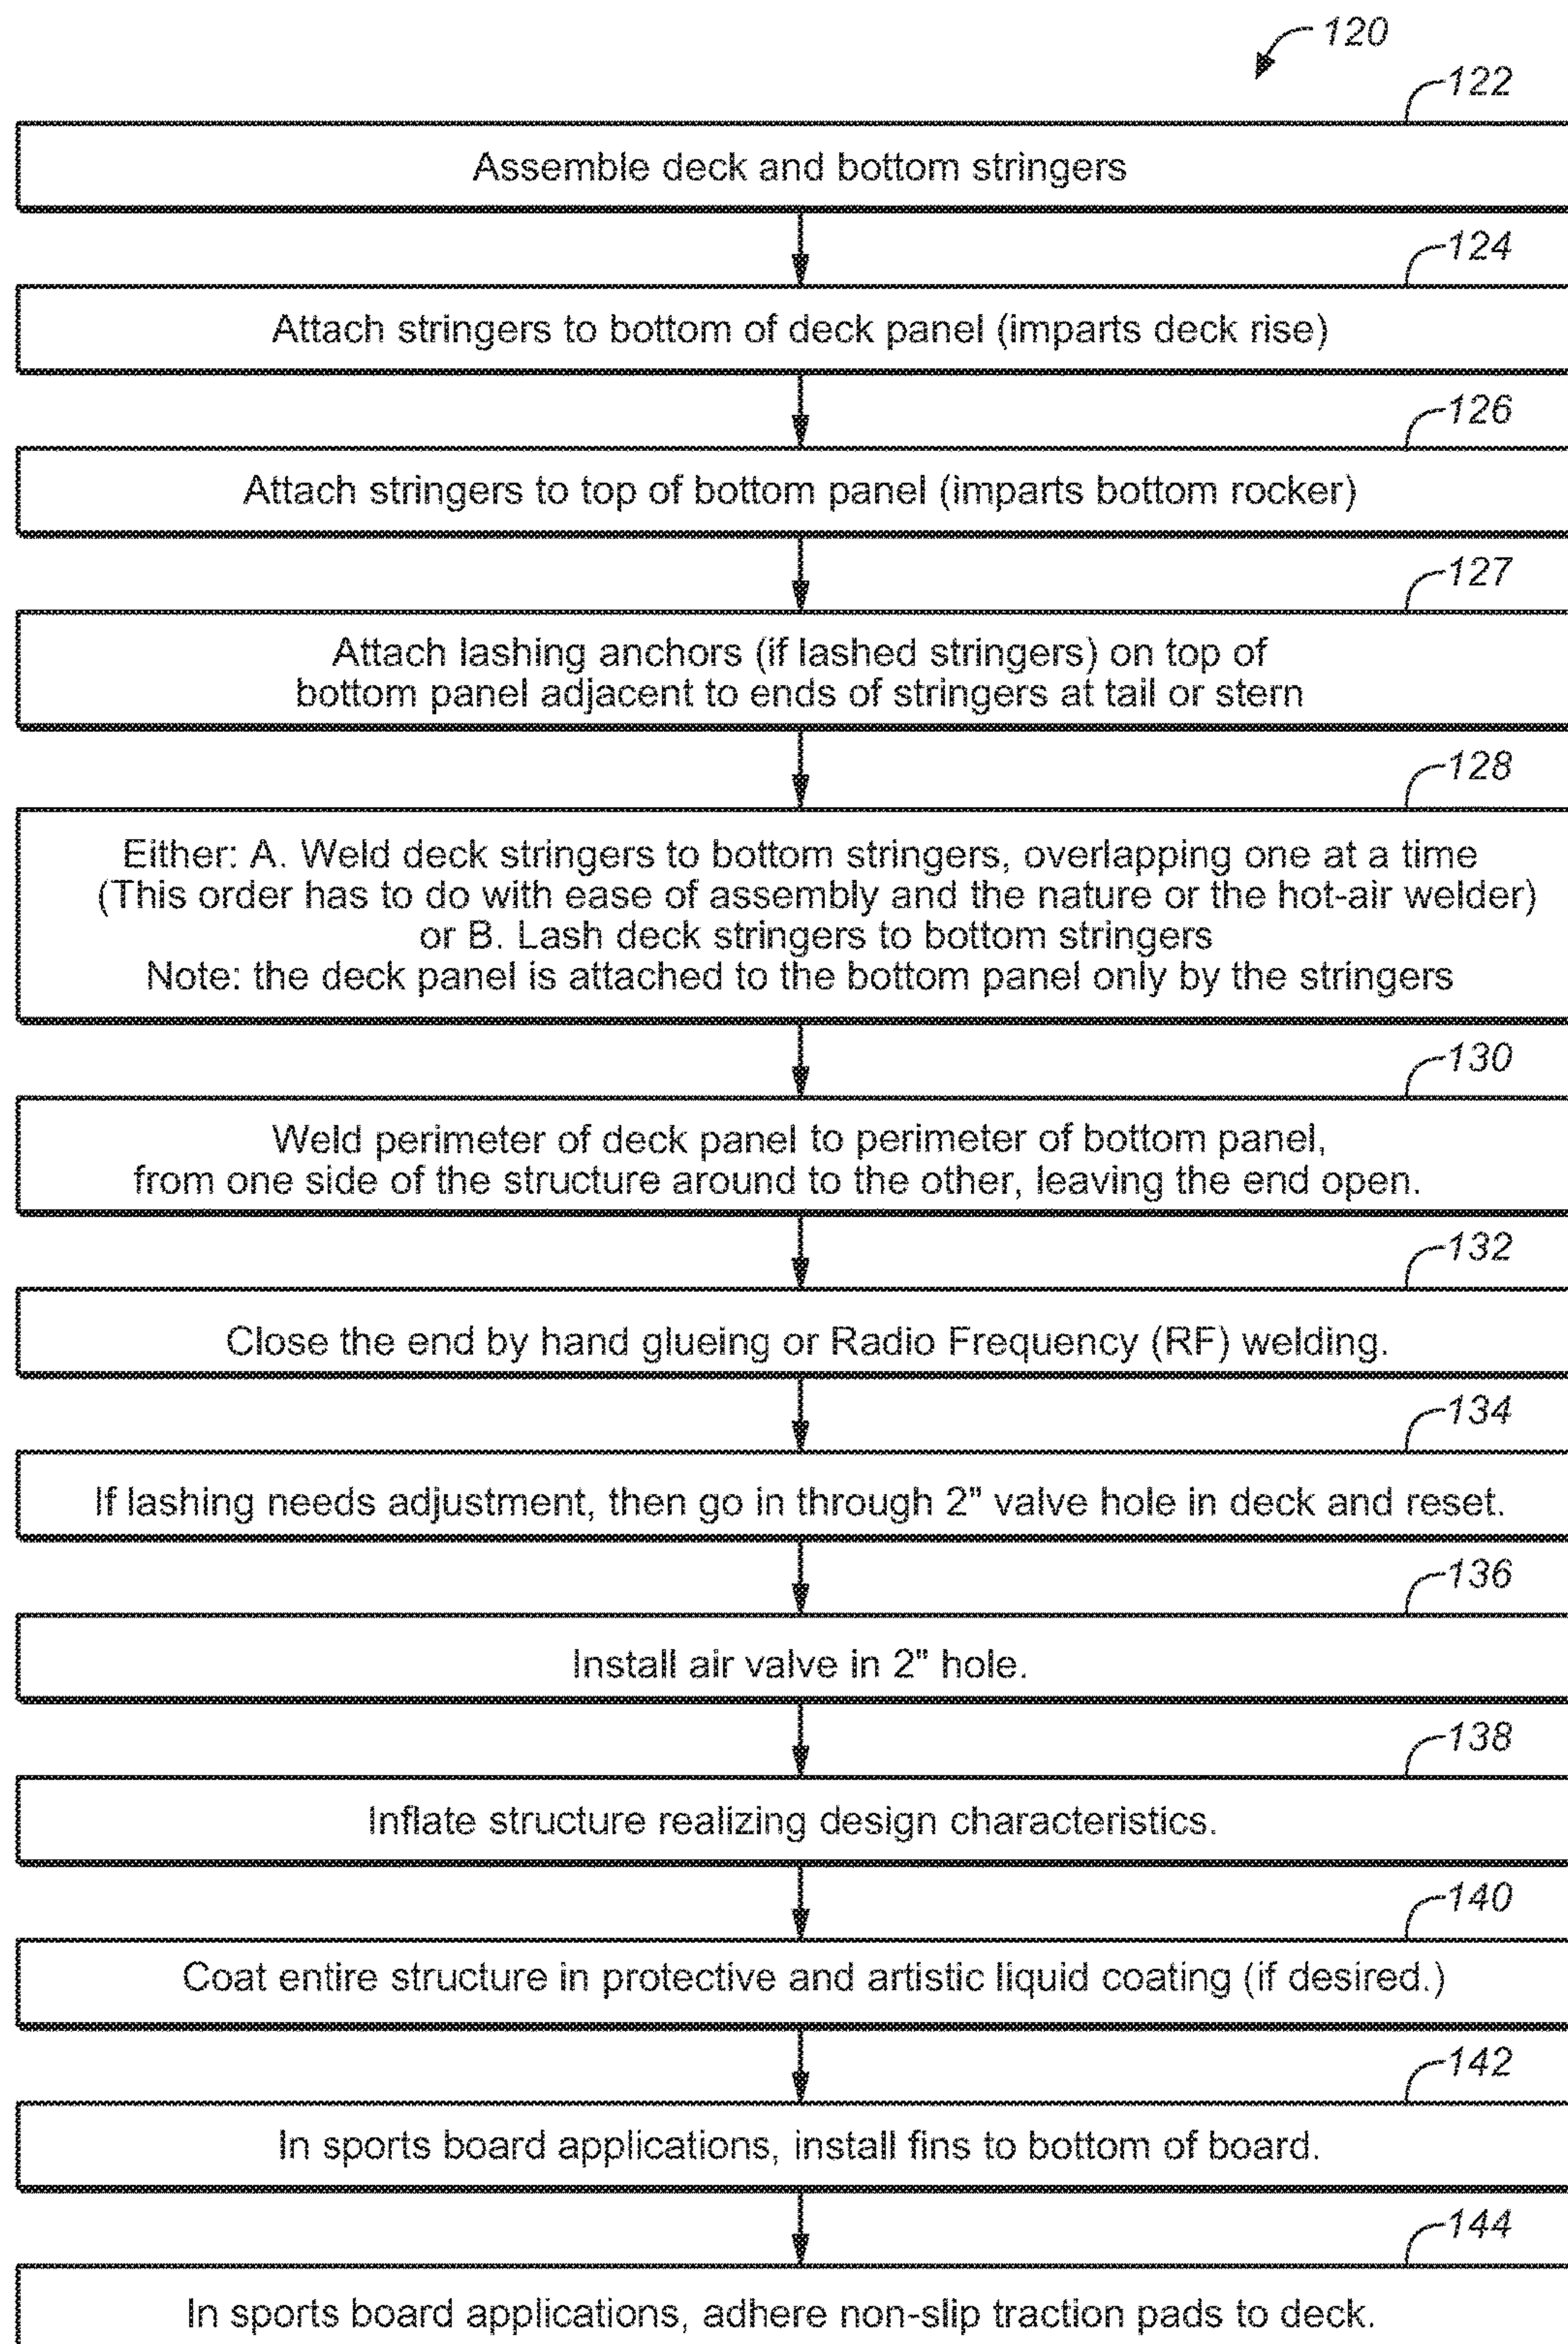 120
122
Assemble deck and bottom stringers
124
Attach stringers to bottom of deck panel (imparts deck rise)
126
Attach stringers to top of bottom panel (imparts bottom rocker)
127
Attach lashing anchors (if lashed stringers) on top of
bottom panel adjacent to ends of stringers at tail or stern
128
Either: A. Weld deck stringers to bottom stringers, overlapping one at a time
(This order has to do with ease of assembly and the nature or the hot-air welder)
or B. Lash deck stringers to bottom stringers
Note: the deck panel is attached to the bottom panel only by the stringers
130
Weld perimeter of deck panel to perimeter of bottom panel,
from one side of the structure around to the other, leaving the end open.
132
Close the end by hand glueing or Radio Frequency (RF) welding.
134
If lashing needs adjustment, then go in through 2" valve hole in deck and reset.
136
Install air valve in 2" hole.
138
Inflate structure realizing design characteristics.
140
Coat entire structure in protective and artistic liquid coating (if desired.)
142
In sports board applications, install fins to bottom of board.
144
In sports board applications, adhere non-slip traction pads to deck.